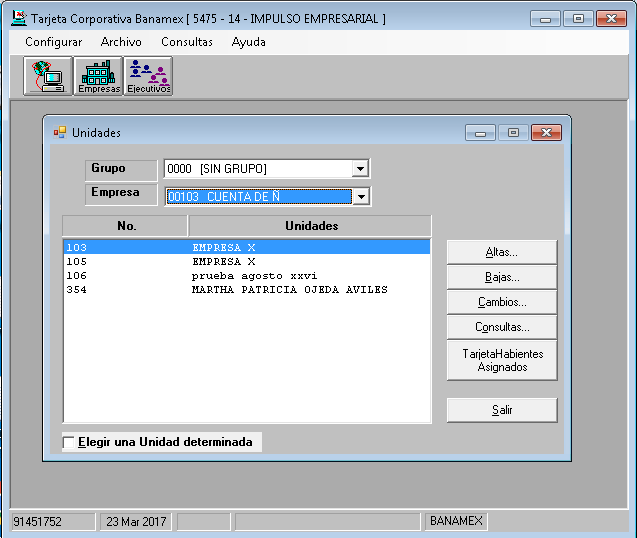 Tarjeta Corporativa Banamex [ 5475 - 14 - IMPULSO EMPRESARIAL ]
Configurar Archivo Consultas Ayuda
Empresas Ejecutivos
Unidades
Grupo 0000 [SIN GRUPO]
Empresa 00103 CUENTA DE Ñ
No. Unidades
103 EMPRESA X
105 EMPRESA X
106 prueba agosto xxvi
354 MARTHA PATRICIA OJEDA AVILES
Altas...
Bajas...
Cambios...
Consultas...
TarjetaHabientes
Asignados
Salir
Elegir una Unidad determinada
91451752 23 Mar 2017 BANAMEX